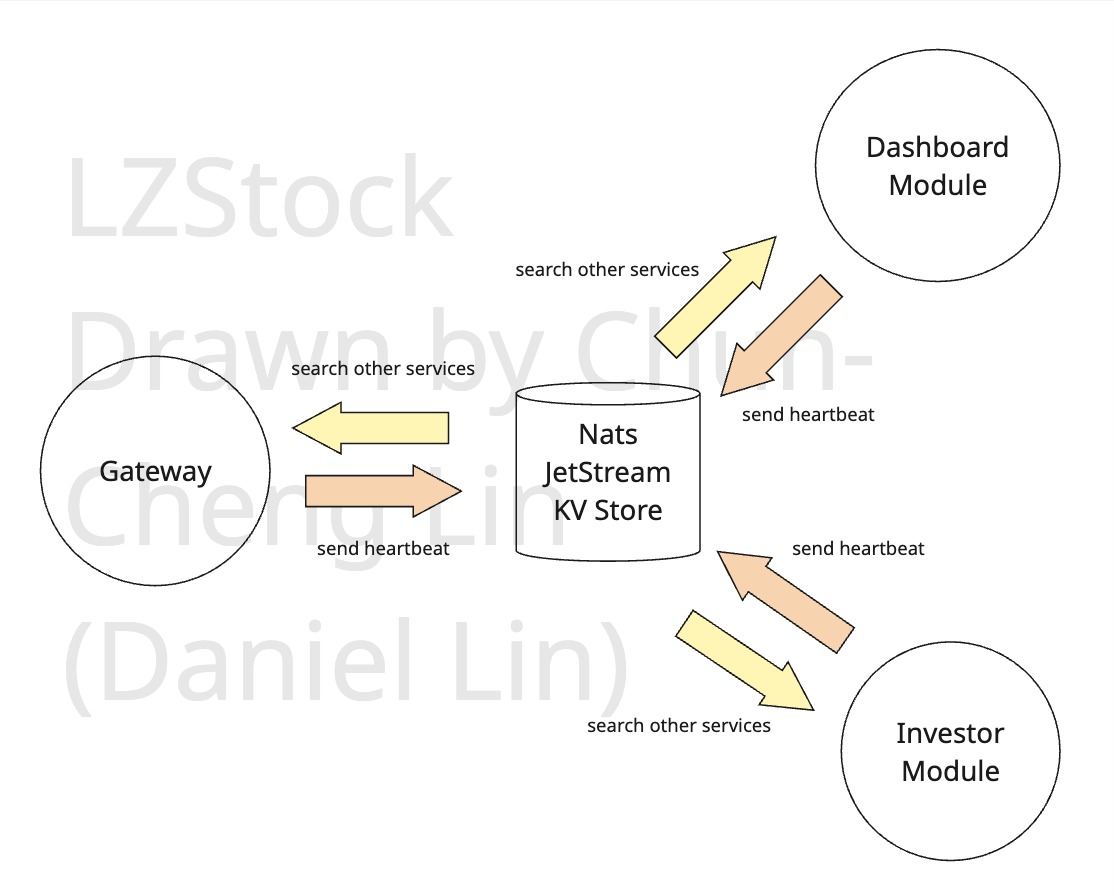 LZStock
Drawn by Chun-
Cheng Lin
(Daniel Lin)
Dashboard
Module
search other services
send heartbeat
search other services
Gateway
send heartbeat
Nats
JetStream
KV Store
send heartbeat
search other services
Investor
Module